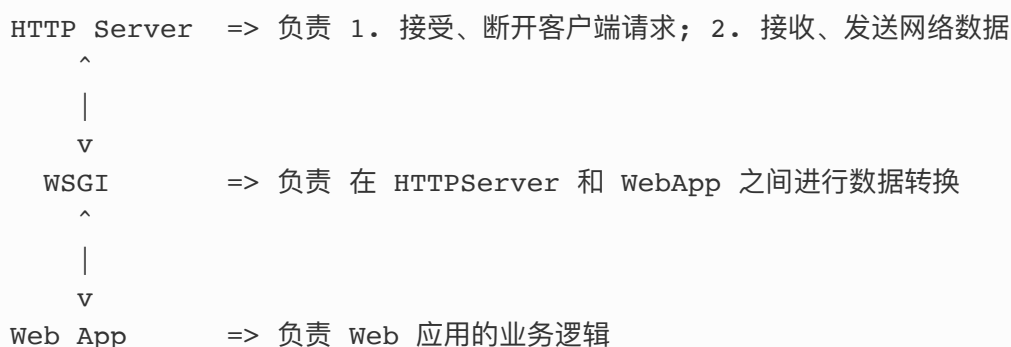 HTTP Server => 负责 1. 接受、断开客户端请求; 2. 接收、发送网络数据
^
|
v
WSGI => 负责 在 HTTPServer 和 WebApp 之间进行数据转换
^
|
v
Web App => 负责 Web 应用的业务逻辑